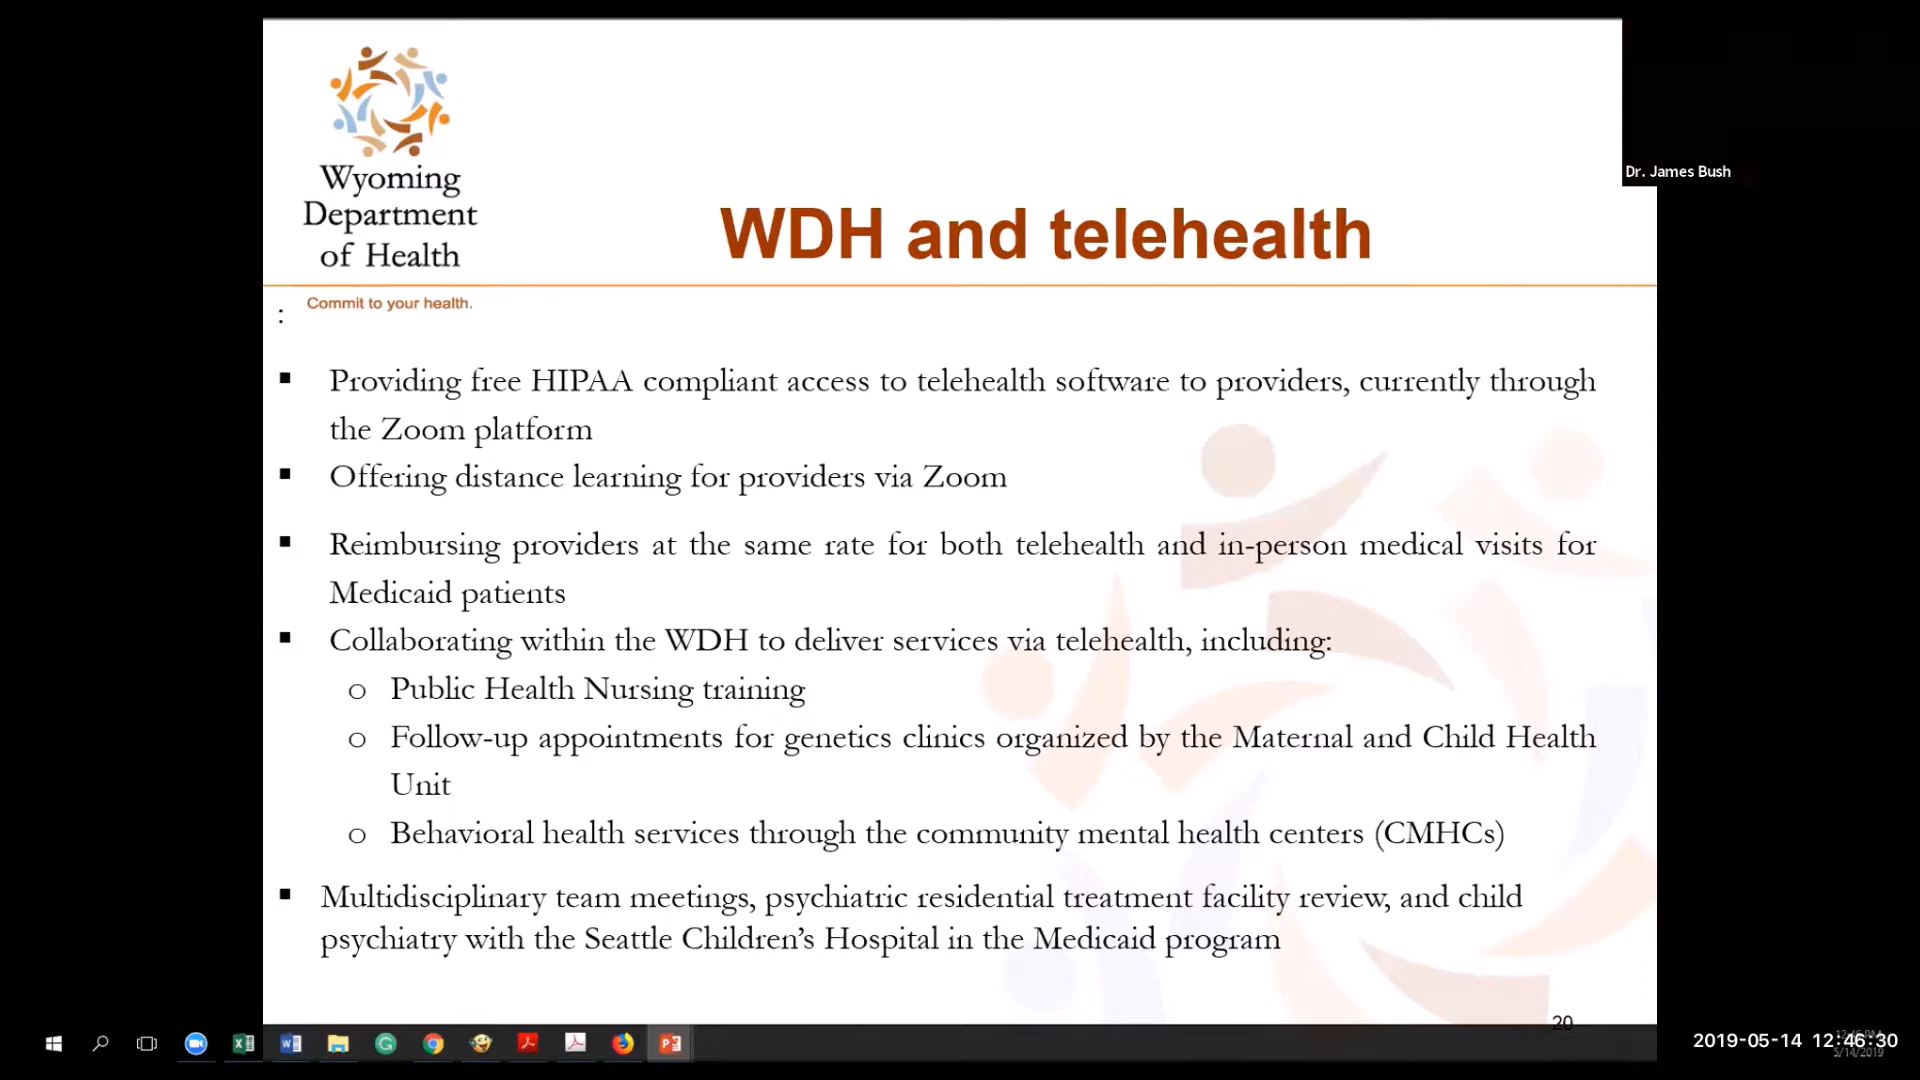 Wyoming
Department
of Health
Commit to your health.
Dr. James Bush
WDH and telehealth
:
▪ Providing free HIPAA compliant access to telehealth software to providers, currently through
the Zoom platform
▪ Offering distance learning for providers via Zoom
▪ Reimbursing providers at the same rate for both telehealth and in-person medical visits for
Medicaid patients
▪ Collaborating within the WDH to deliver services via telehealth, including:
o Public Health Nursing training
o Follow-up appointments for genetics clinics organized by the Maternal and Child Health
Unit
o Behavioral health services through the community mental health centers (CMHCs)
▪ Multidisciplinary team meetings, psychiatric residential treatment facility review, and child
psychiatry with the Seattle Children's Hospital in the Medicaid program
20
2019-05-14 12:46:30
5/14/2019